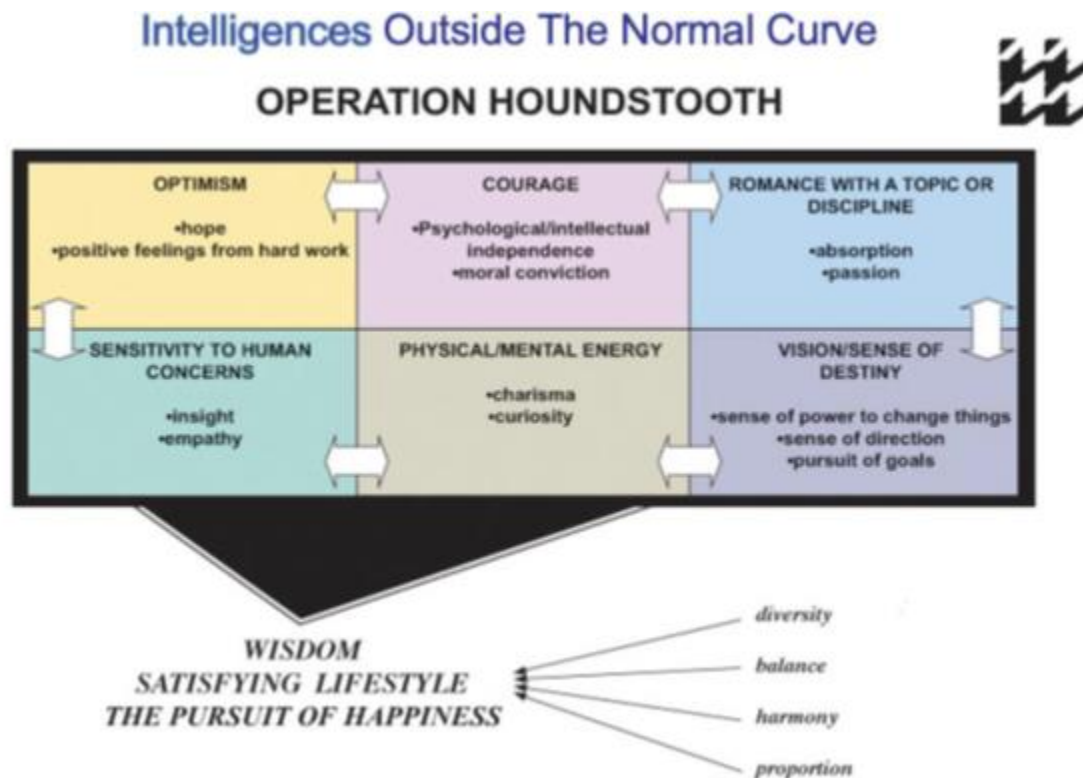 Intelligences Outside The Normal Curve
OPERATION HOUNDSTOOTH
OPTIMISM
•hope
•positive feelings from hard work
COURAGE
•Psychological/intellectual
independence
•moral conviction
ROMANCE WITH A TOPIC OR
DISCIPLINE
•absorption
•passion
SENSITIVITY TO HUMAN
CONCERNS
•insight
•empathy
PHYSICAL/MENTAL ENERGY
•charisma
•curiosity
VISION/SENSE OF
DESTINY
•sense of power to change things
•sense of direction
•pursuit of goals
WISDOM
SATISFYING LIFESTYLE
THE PURSUIT OF HAPPINESS
diversity
balance
harmony
proportion